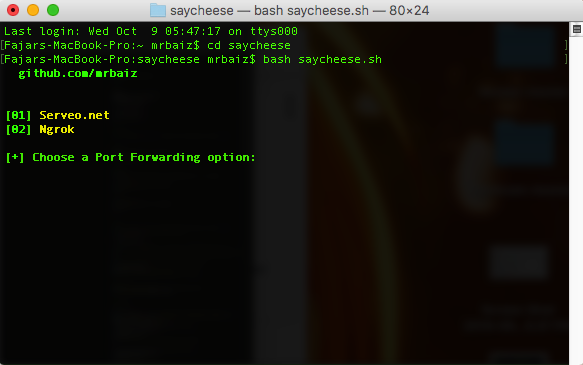 saycheese — bash saycheese.sh — 80×24
Last login: Wed Oct  9 05:47:17 on ttys000
[Fajars-MacBook-Pro:~ mrbaiz$ cd saycheese ]
[Fajars-MacBook-Pro:saycheese mrbaiz$ bash saycheese.sh ]
github.com/mrbaiz
[01] Serveo.net
[02] Ngrok
[+] Choose a Port Forwarding option: